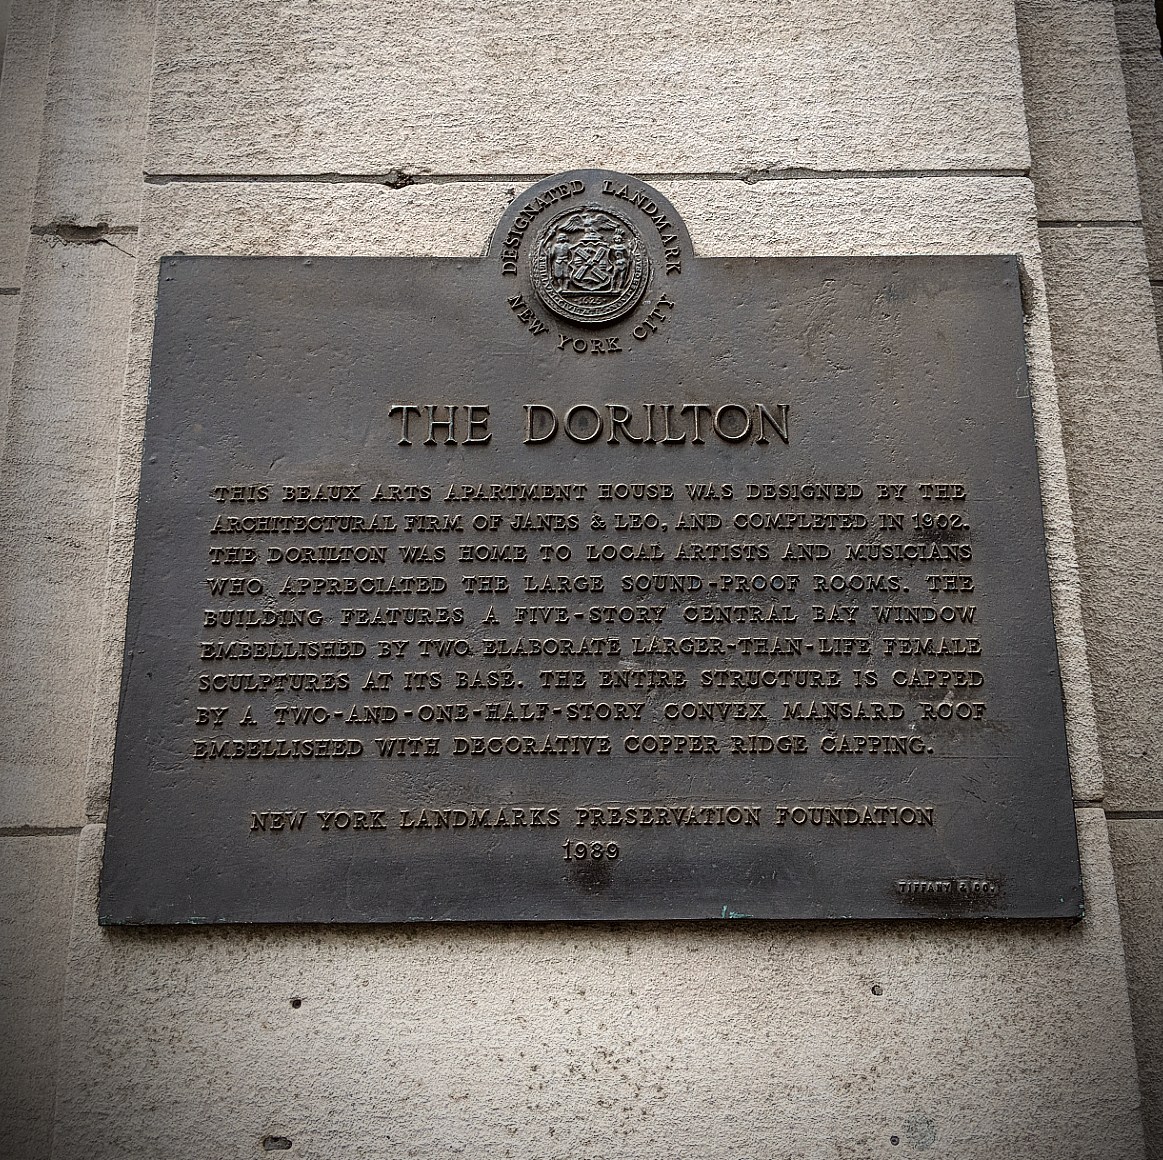 DESIGNATED LANDMARK
NEW YORK CITY
1625
THE DORILTON
THIS BEAUX ARTS APARTMENT HOUSE WAS DESIGNED BY THE
ARCHITECTURAL FIRM OF JANES & LEO, AND COMPLETED IN 1902.
THE DORILTON WAS HOME TO LOCAL ARTISTS AND MUSICIANS
WHO APPRECIATED THE LARGE SOUND-PROOF ROOMS. THE
BUILDING FEATURES A FIVE-STORY CENTRAL BAY WINDOW
EMBELLISHED BY TWO ELABORATE LARGER-THAN-LIFE FEMALE
SCULPTURES AT ITS BASE. THE ENTIRE STRUCTURE IS CAPPED
BY A TWO-AND-ONE-HALF-STORY CONVEX MANSARD ROOF
EMBELLISHED WITH DECORATIVE COPPER RIDGE CAPPING.
NEW YORK LANDMARKS PRESERVATION FOUNDATION
1989
TIFFANY & CO.